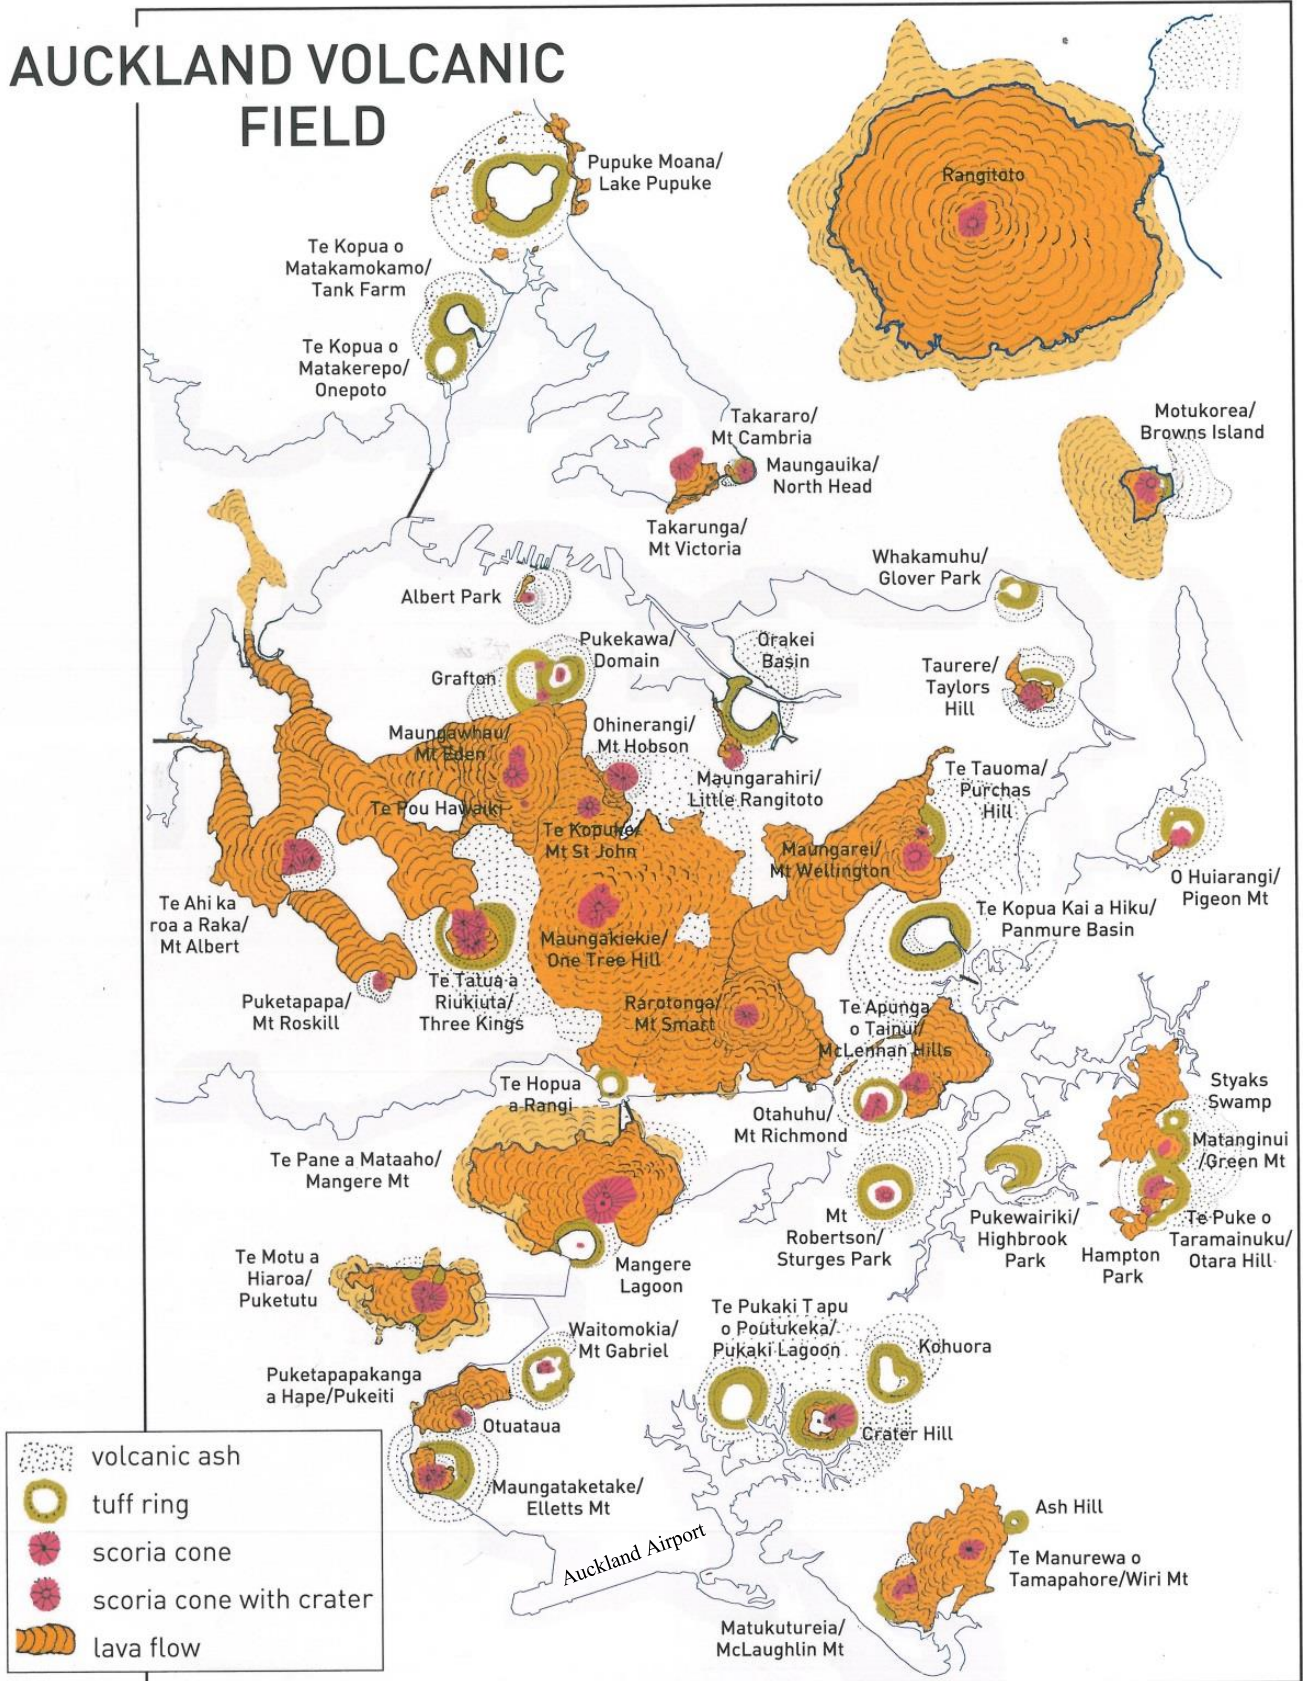 AUCKLAND VOLCANIC
FIELD
Pupuke Moana/
Lake Pupuke
Rangitoto
Te Kopua o
Matakamokamo/
Tank Farm
Te Kopua o
Matakerepo/
Onepoto
Takararo/
Mt Cambria
Maungauika/
North Head
Takarunga/
Mt Victoria
Motukorea/
Browns Island
Whakamuhu/
Glover Park
Albert Park
Pukekawa/
Domain
Grafton
Orakei
Basin
Taurere/
Taylors
Hill
Maungawhau/
Mt Eden
Ohinerangi/
Mt Hobson
Maungarahiri/
Little Rangitoto
Te Tauoma/
Purchas
Hill
Te Pou Hawaiki
Te Kopuke/
Mt St John
Maungarei/
Mt Wellington
O Huiarangi/
Pigeon Mt
Te Ahi ka
roa a Raka/
Mt Albert
Te Kopua Kai a Hiku/
Panmure Basin
Maungakiekie/
One Tree Hill
Puketapapa/
Mt Roskill
Te Tatua a
Riukiuta/
Three Kings
Rarotonga/
Mt Smart
Te Apunga
o Tainui/
McLennan Hills
Te Hopua
a Rangi
Otahuhu/
Mt Richmond
Styaks
Swamp
Matanginui
/Green Mt
Te Pane a Mataaho/
Mangere Mt
Mt
Robertson/
Sturges Park
Pukewairiki/
Highbrook
Park
Hampton
Park
Te Puke o
Taramainuku/
Otara Hill
Te Motu a
Hiaroa/
Puketutu
Mangere
Lagoon
Waitomokia/
Mt Gabriel
Te Pukaki Tapu
o Poutukeka/
Pukaki Lagoon
Kohuora
Puketapapakanga
a Hape/Pukeiti
Otuataua
Crater Hill
Maungataketake/
Elletts Mt
Ash Hill
Auckland Airport
Te Manurewa o
Tamapahore/Wiri Mt
Matukutureia/
McLaughlin Mt
volcanic ash
tuff ring
scoria cone
scoria cone with crater
lava flow